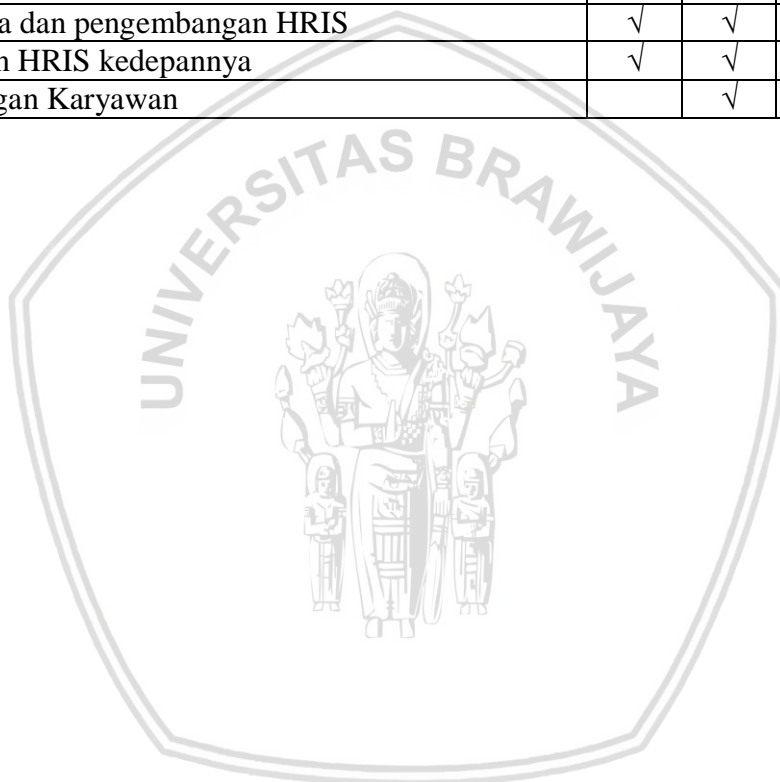 a dan pengembangan HRIS √ √
HRIS kedepannya √ √
gan Karyawan √
UNIVERSITAS BRAWIJAYA